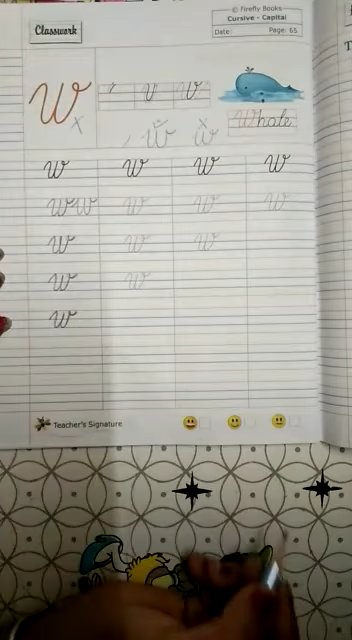 Classwork
© Firefly Books
Cursive - Capital
Date: Page: 65
W
Whale
W W W W
W W W W W
W W W
W W
W
Teacher's Signature